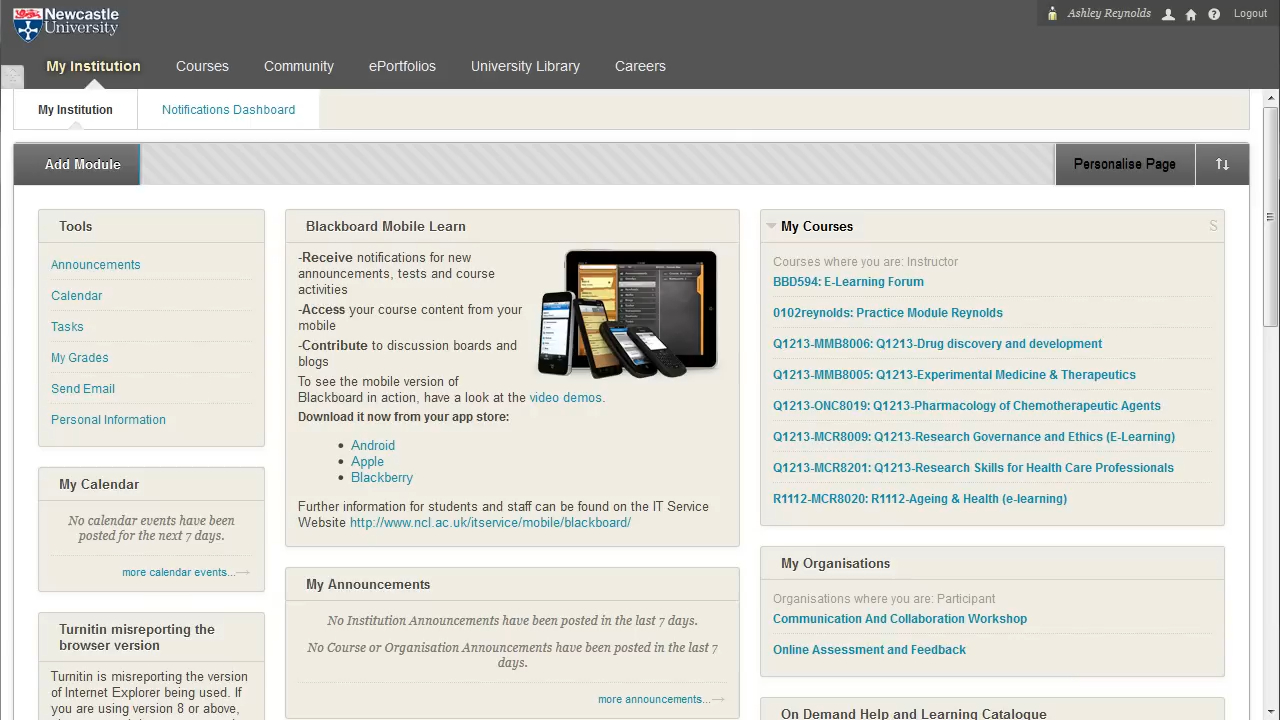 Newcastle
University
Ashley Reynolds
Logout
My Institution
Courses
Community
ePortfolios
University Library
Careers
My Institution
Notifications Dashboard
Add Module
Personalise Page
Tools
Announcements
Calendar
Tasks
My Grades
Send Email
Personal Information
My Calendar
No calendar events have been
posted for the next 7 days.
more calendar events...
Turnitin misreporting the
browser version
Turnitin is misreporting the version
of Internet Explorer being used. If
you are using version 8 or above,
Blackboard Mobile Learn
-Receive notifications for new
announcements, tests and course
activities
-Access your course content from your
mobile
-Contribute to discussion boards and
blogs
To see the mobile version of
Blackboard in action, have a look at the video demos.
Download it now from your app store:
• Android
• Apple
• Blackberry
Further information for students and staff can be found on the IT Service
Website http://www.ncl.ac.uk/itservice/mobile/blackboard/
My Announcements
No Institution Announcements have been posted in the last 7 days.
No Course or Organisation Announcements have been posted in the last 7
days.
more announcements...
My Courses
Courses where you are: Instructor
BBD594: E-Learning Forum
0102reynolds: Practice Module Reynolds
Q1213-MMB8006: Q1213-Drug discovery and development
Q1213-MMB8005: Q1213-Experimental Medicine & Therapeutics
Q1213-ONC8019: Q1213-Pharmacology of Chemotherapeutic Agents
Q1213-MCR8009: Q1213-Research Governance and Ethics (E-Learning)
Q1213-MCR8201: Q1213-Research Skills for Health Care Professionals
R1112-MCR8020: R1112-Ageing & Health (e-learning)
My Organisations
Organisations where you are: Participant
Communication And Collaboration Workshop
Online Assessment and Feedback
On Demand Help and Learning Catalogue